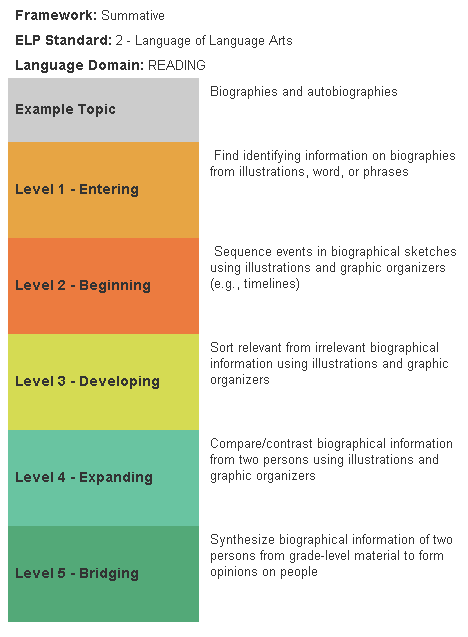 Framework: Summative
ELP Standard: 2 - Language of Language Arts
Language Domain: READING
Example Topic
Biographies and autobiographies
Level 1 - Entering
Find identifying information on biographies
from illustrations, word, or phrases
Level 2 - Beginning
Sequence events in biographical sketches
using illustrations and graphic organizers
(e.g., timelines)
Level 3 - Developing
Sort relevant from irrelevant biographical
information using illustrations and graphic
organizers
Level 4 - Expanding
Compare/contrast biographical information
from two persons using illustrations and
graphic organizers
Level 5 - Bridging
Synthesize biographical information of two
persons from grade-level material to form
opinions on people